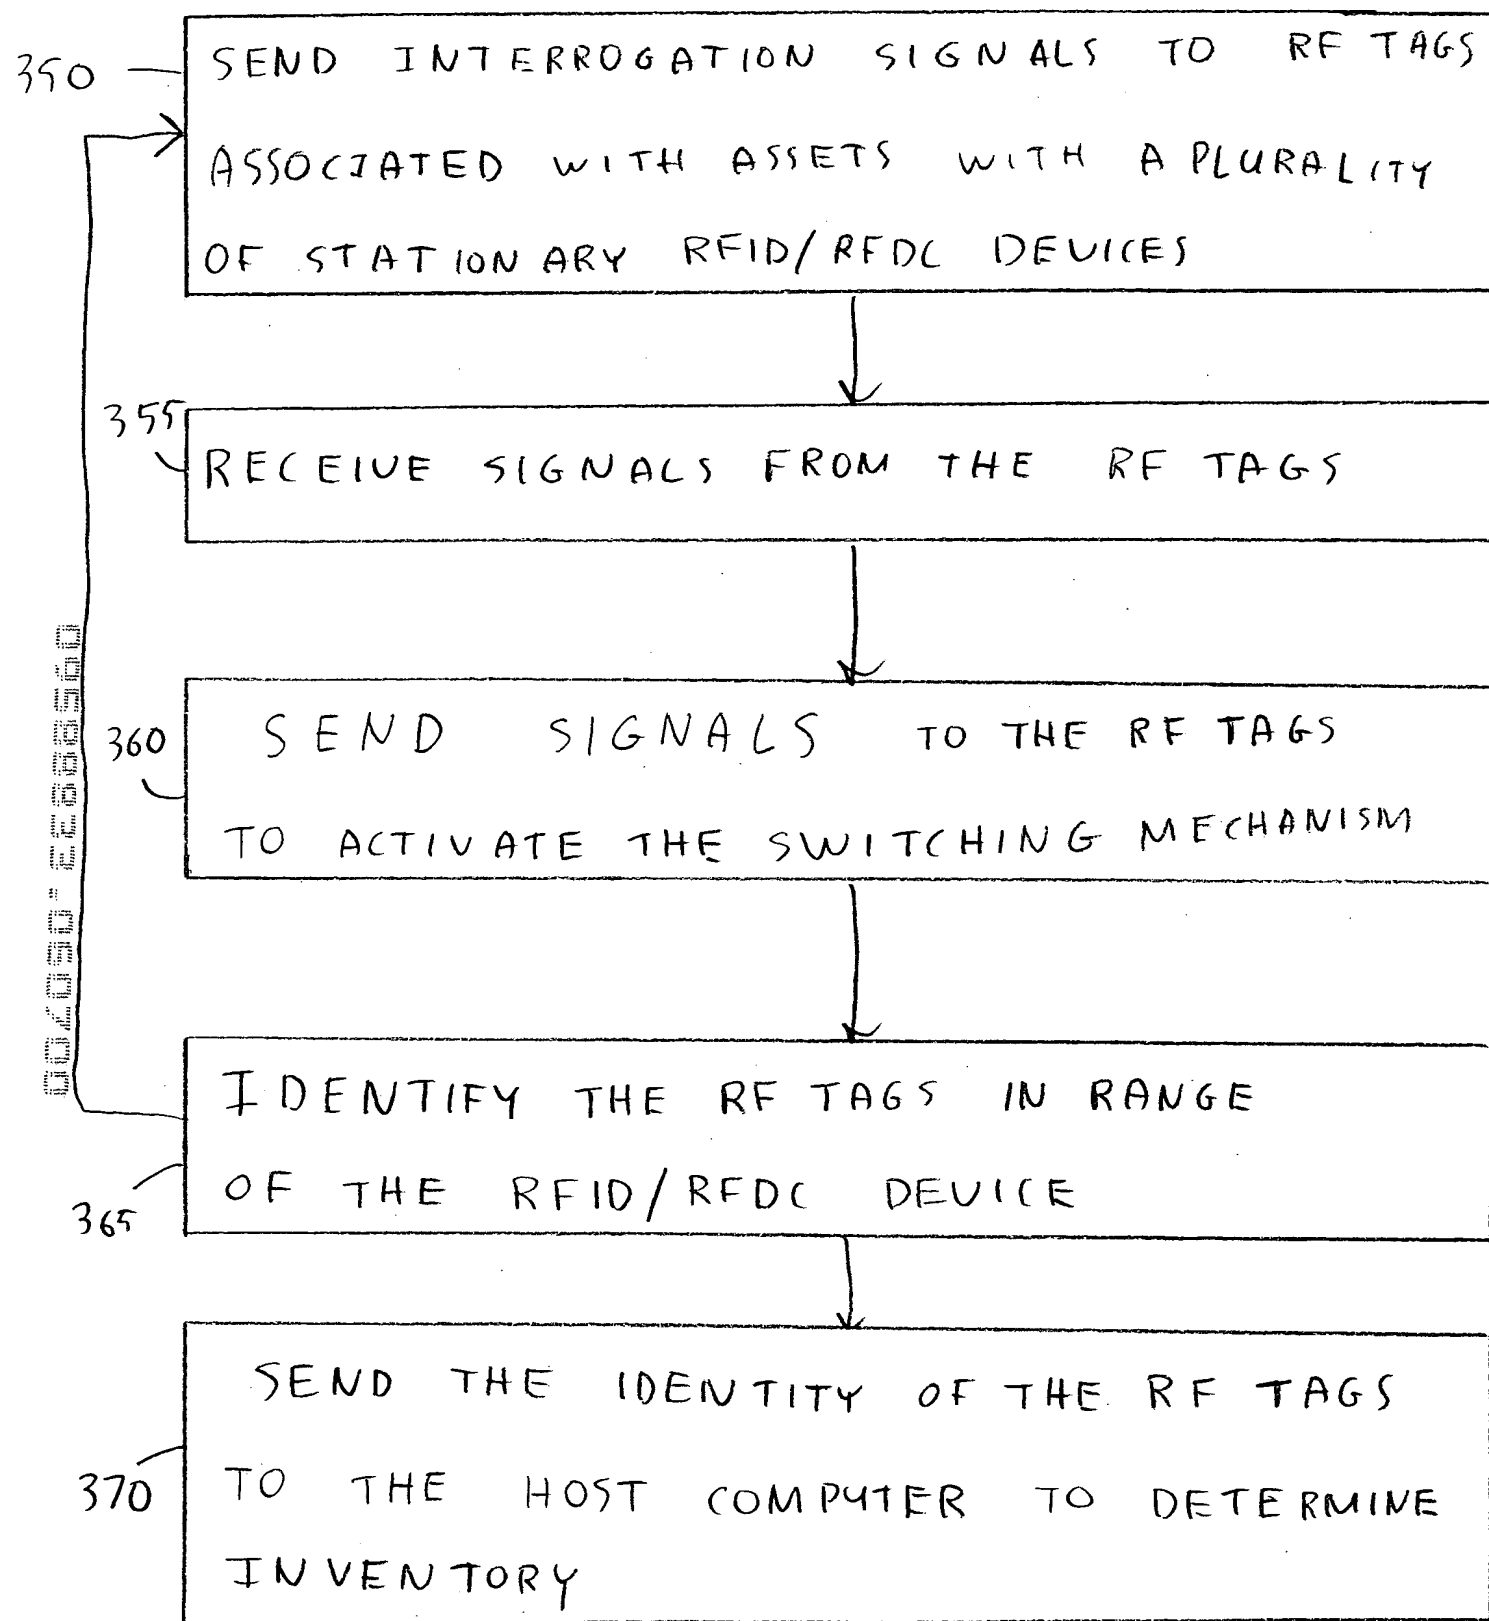 350
SEND INTERROGATION SIGNALS TO RF TAGS
ASSOCIATED WITH ASSETS WITH A PLURALITY
OF STATIONARY RFID/RFDC DEVICES
355
RECEIVE SIGNALS FROM THE RF TAGS
360
SEND SIGNALS TO THE RF TAGS
TO ACTIVATE THE SWITCHING MECHANISM
IDENTIFY THE RF TAGS IN RANGE
OF THE RFID/RFDC DEVICE
365
SEND THE IDENTITY OF THE RF TAGS
370
TO THE HOST COMPUTER TO DETERMINE
INVENTORY